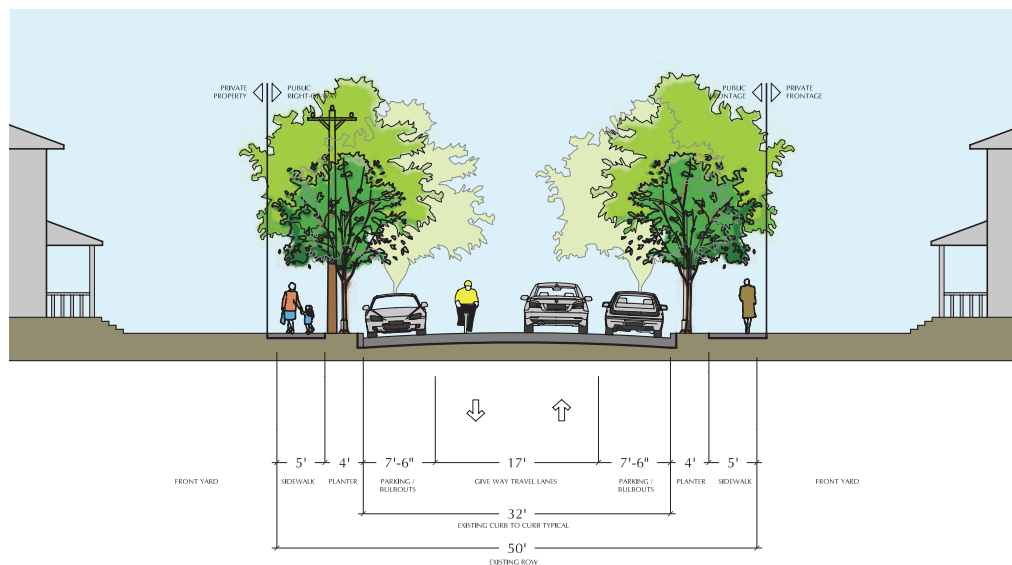 PRIVATE
PROPERTY
PUBLIC
RIGHT-OF-WAY
PUBLIC
FRONTAGE
PRIVATE
FRONTAGE
5' 4' 7'-6" 17' 7'-6" 4' 5'
FRONT YARD SIDEWALK PLANTER PARKING / GIVE WAY TRAVEL LANES PARKING / PLANTER SIDEWALK FRONT YARD
BULBOUTS BULBOUTS
32'
EXISTING CURB TO CURB TYPICAL
50'
EXISTING ROW